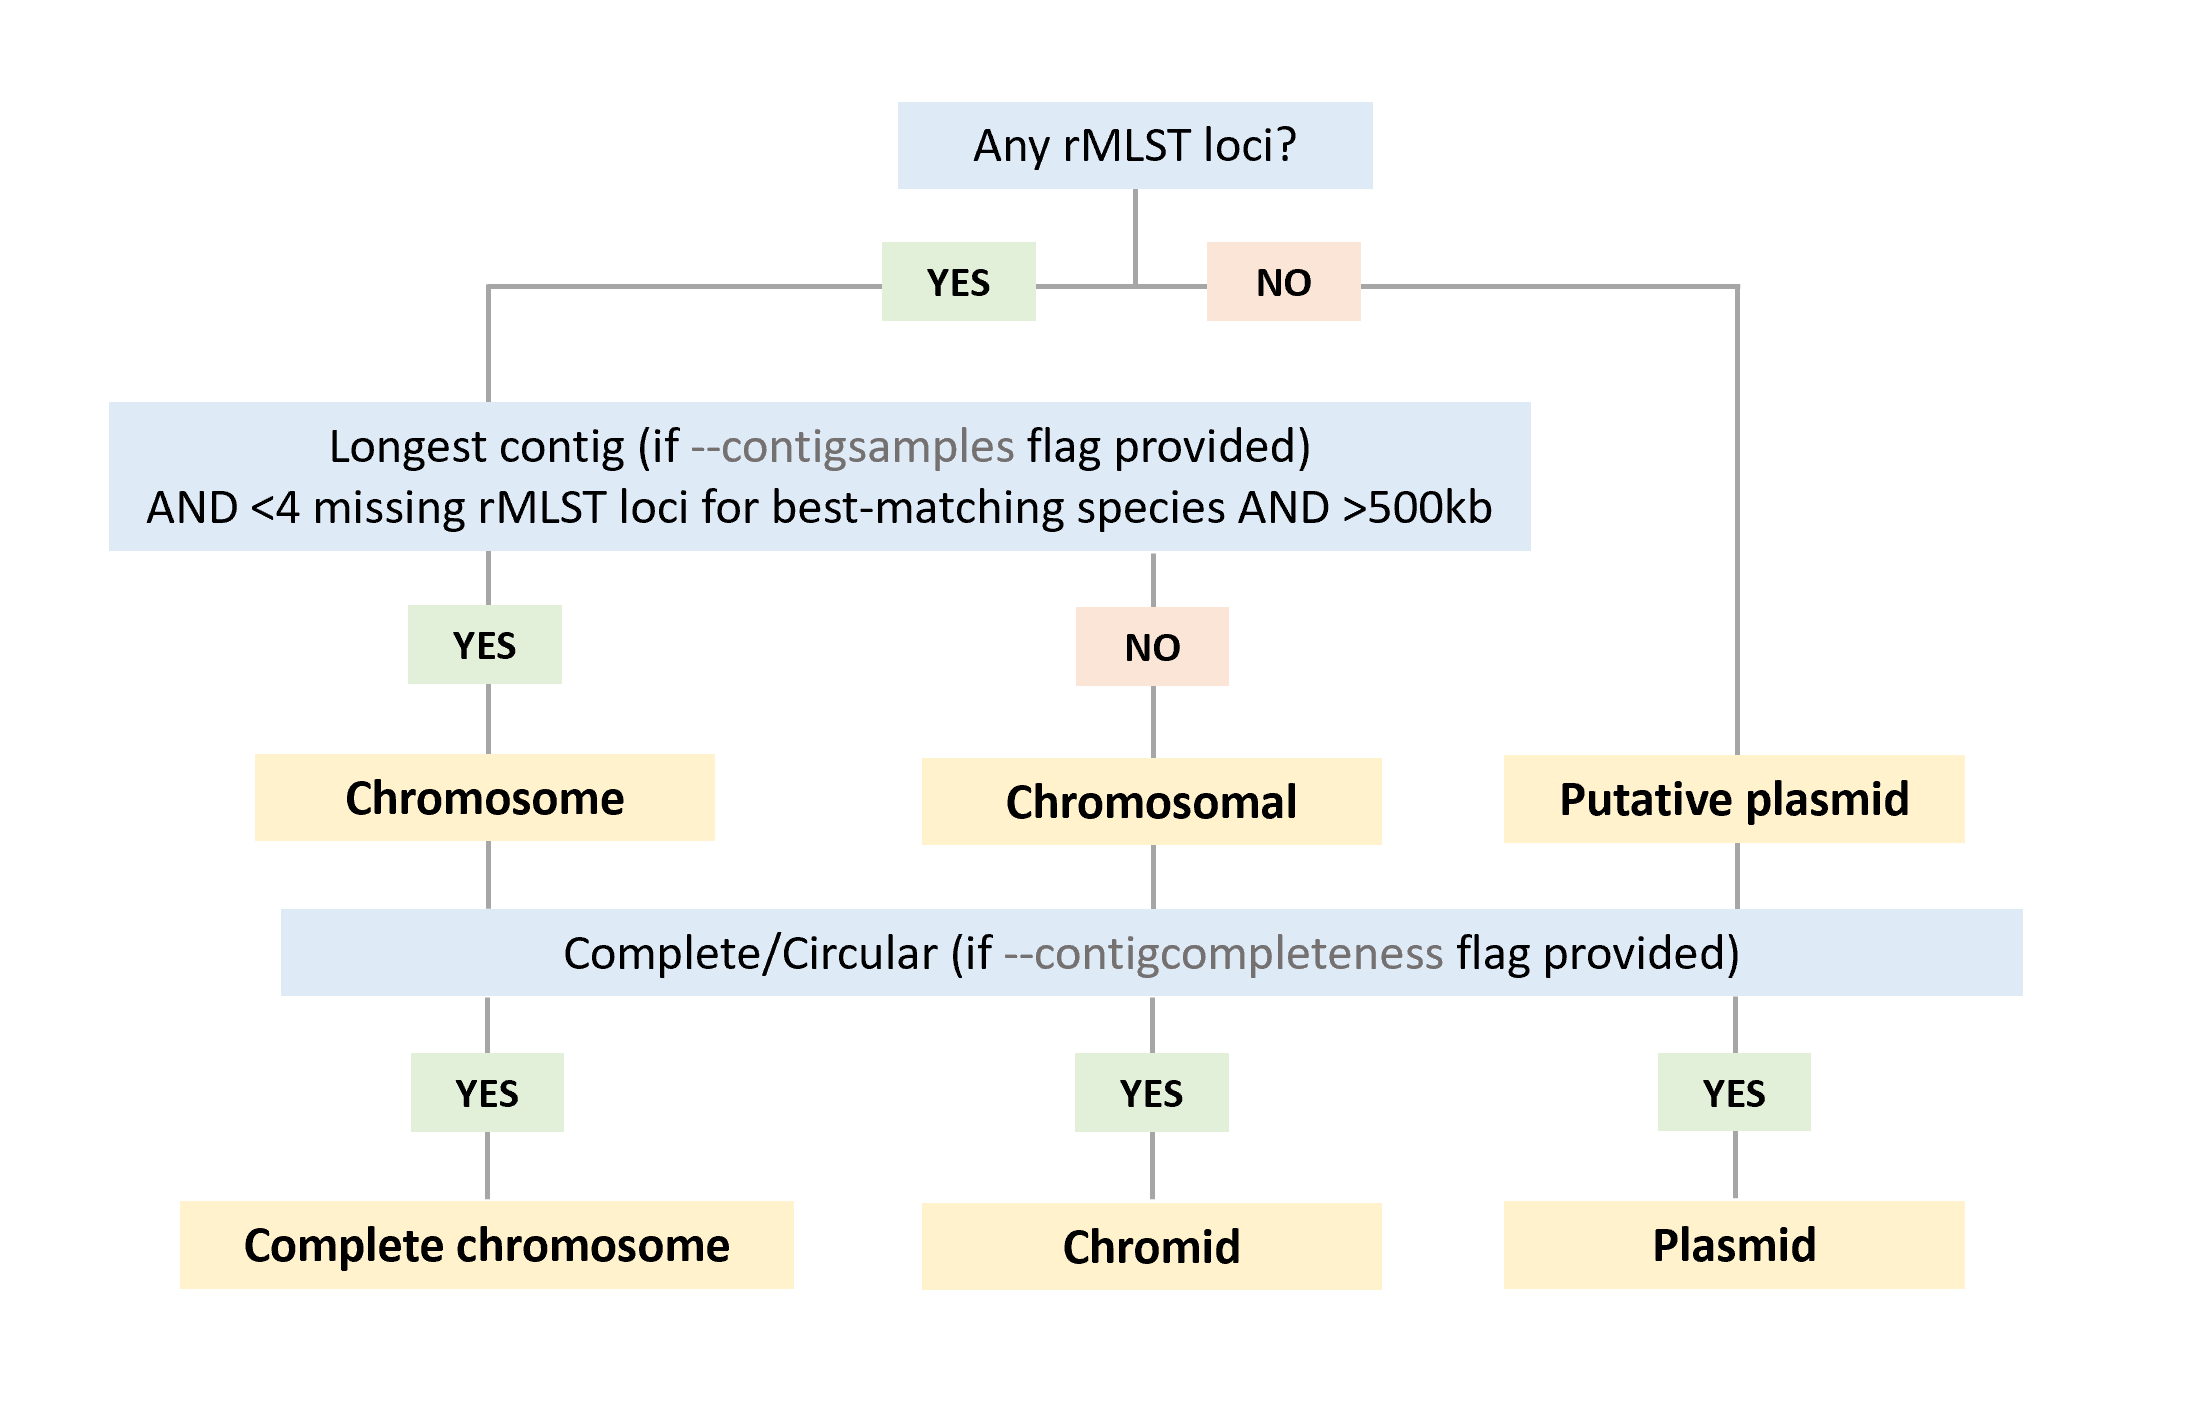 Any rMLST loci?
YES
NO
Longest contig (if --contigsamples flag provided)
AND <4 missing rMLST loci for best-matching species AND >500kb
YES
NO
Chromosome
Chromosomal
Putative plasmid
Complete/Circular (if --contigcompleteness flag provided)
YES
YES
YES
Complete chromosome
Chromid
Plasmid